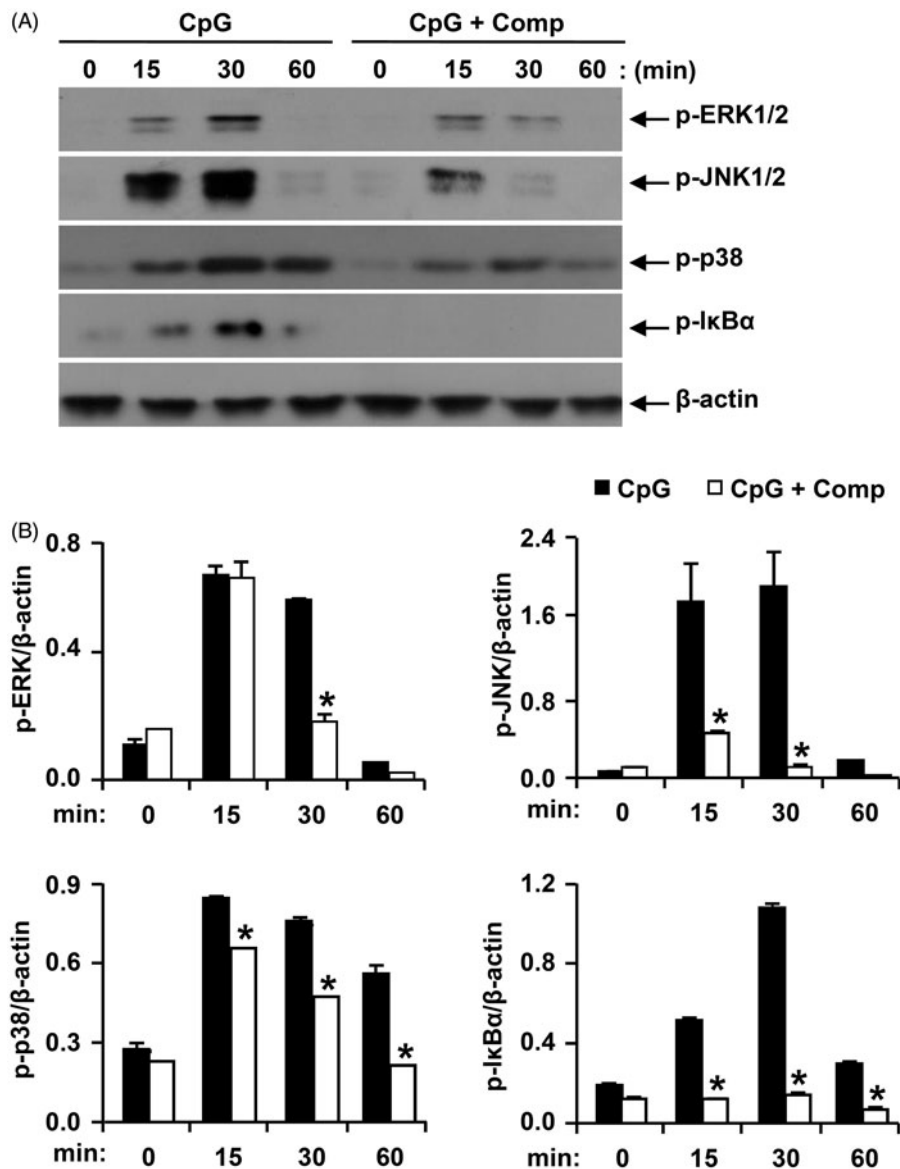 (A)
CpG CpG + Comp
0 15 30 60 0 15 30 60 : (min)
p-ERK1/2
p-JNK1/2
p-p38
p-IκBα
β-actin
CpG CpG + Comp
(B)
0.8
0.4
0.0
p-ERK/β-actin
*
min: 0 15 30 60
2.4
1.6
0.8
0.0
p-JNK/β-actin
* *
min: 0 15 30 60
0.9
0.6
0.3
0.0
p-p38/β-actin
* * *
min: 0 15 30 60
1.2
0.8
0.4
0.0
p-IκBα/β-actin
* * *
min: 0 15 30 60